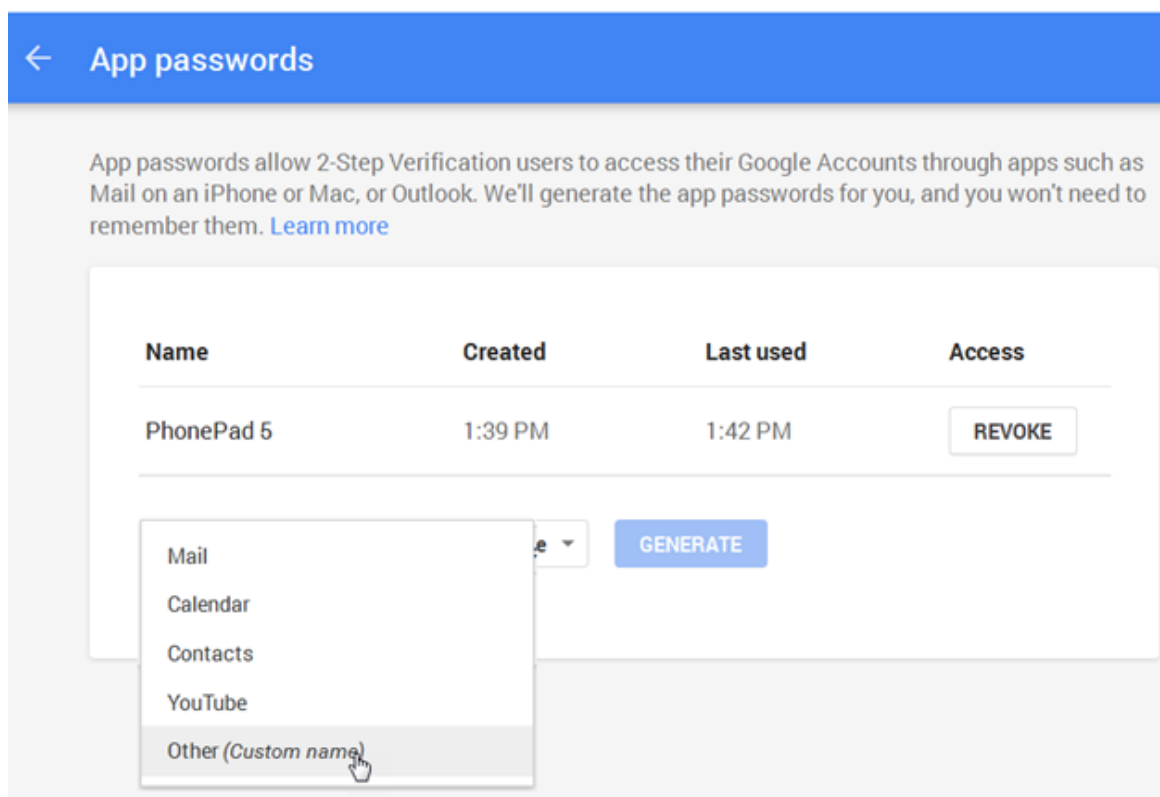 App passwords
App passwords allow 2-Step Verification users to access their Google Accounts through apps such as
Mail on an iPhone or Mac, or Outlook. We'll generate the app passwords for you, and you won't need to
remember them. Learn more
Name Created Last used Access
PhonePad 5 1:39 PM 1:42 PM REVOKE
GENERATE
Mail
Calendar
Contacts
YouTube
Other (Custom name)